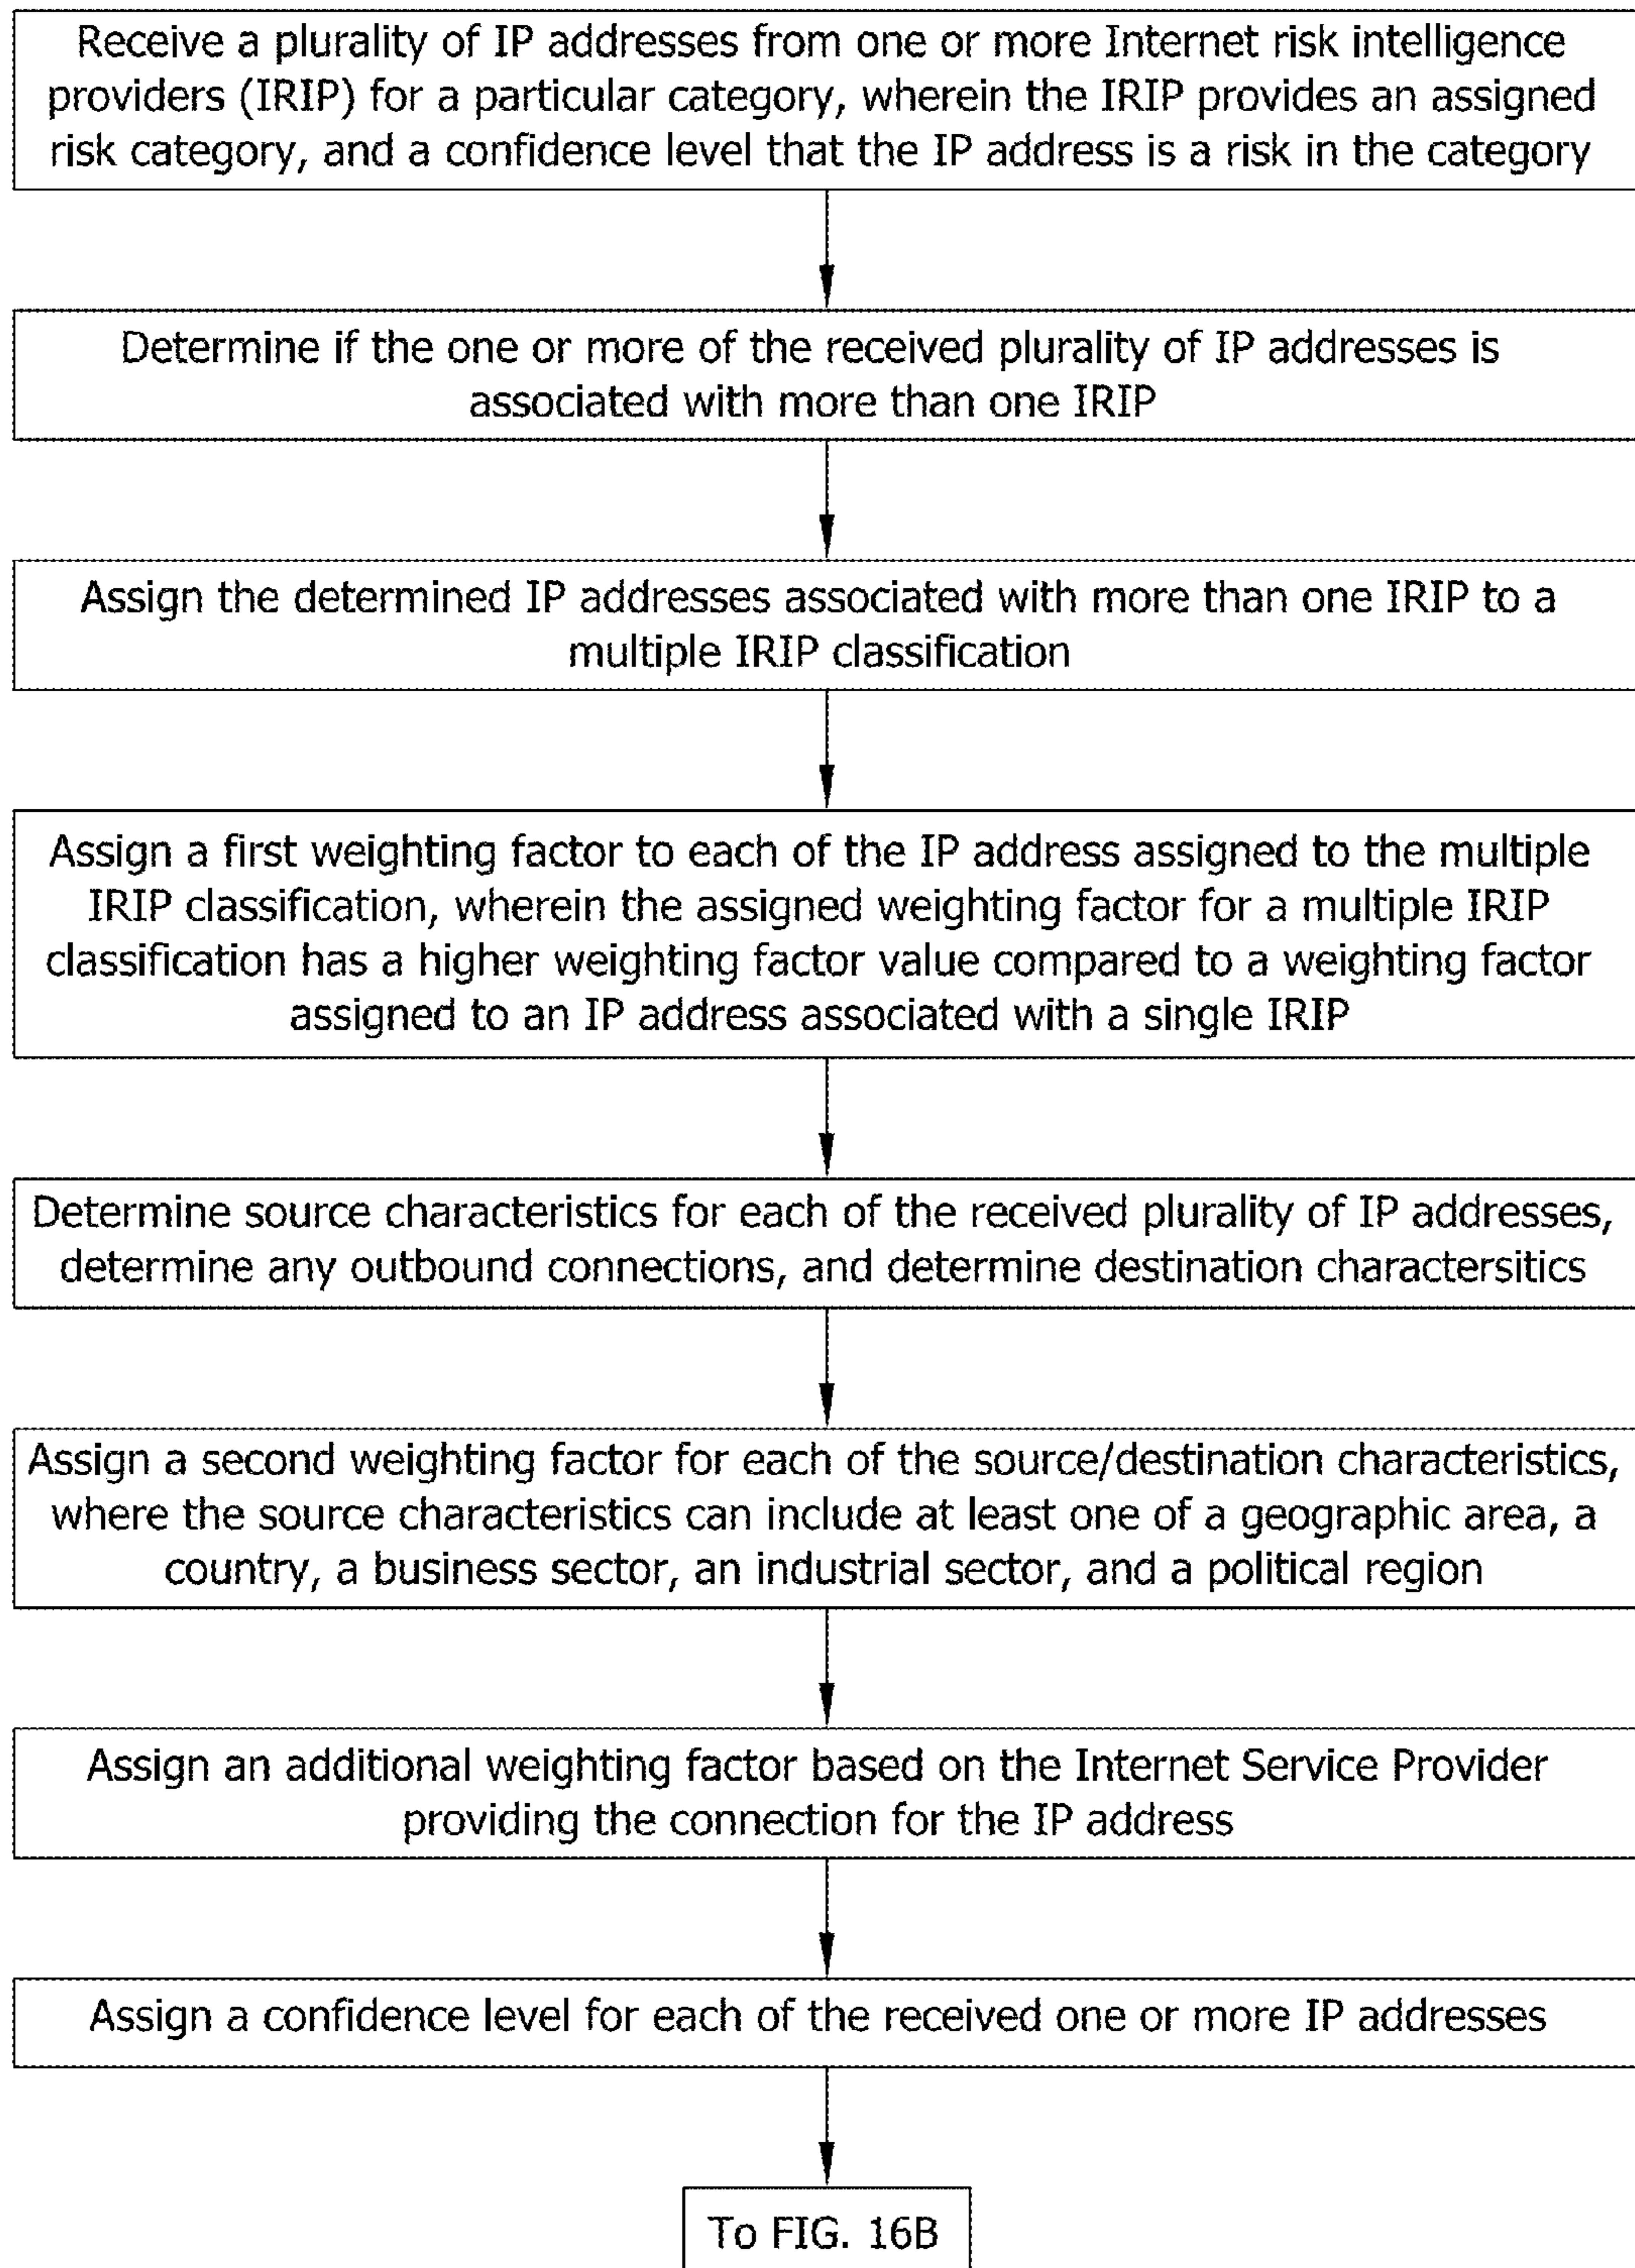 Receive a plurality of IP addresses from one or more Internet risk intelligence
providers (IRIP) for a particular category, wherein the IRIP provides an assigned
risk category, and a confidence level that the IP address is a risk in the category
Determine if the one or more of the received plurality of IP addresses is
associated with more than one IRIP
Assign the determined IP addresses associated with more than one IRIP to a
multiple IRIP classification
Assign a first weighting factor to each of the IP address assigned to the multiple
IRIP classification, wherein the assigned weighting factor for a multiple IRIP
classification has a higher weighting factor value compared to a weighting factor
assigned to an IP address associated with a single IRIP
Determine source characteristics for each of the received plurality of IP addresses,
determine any outbound connections, and determine destination charactersitics
Assign a second weighting factor for each of the source/destination characteristics,
where the source characteristics can include at least one of a geographic area, a
country, a business sector, an industrial sector, and a political region
Assign an additional weighting factor based on the Internet Service Provider
providing the connection for the IP address
Assign a confidence level for each of the received one or more IP addresses
To FIG. 16B